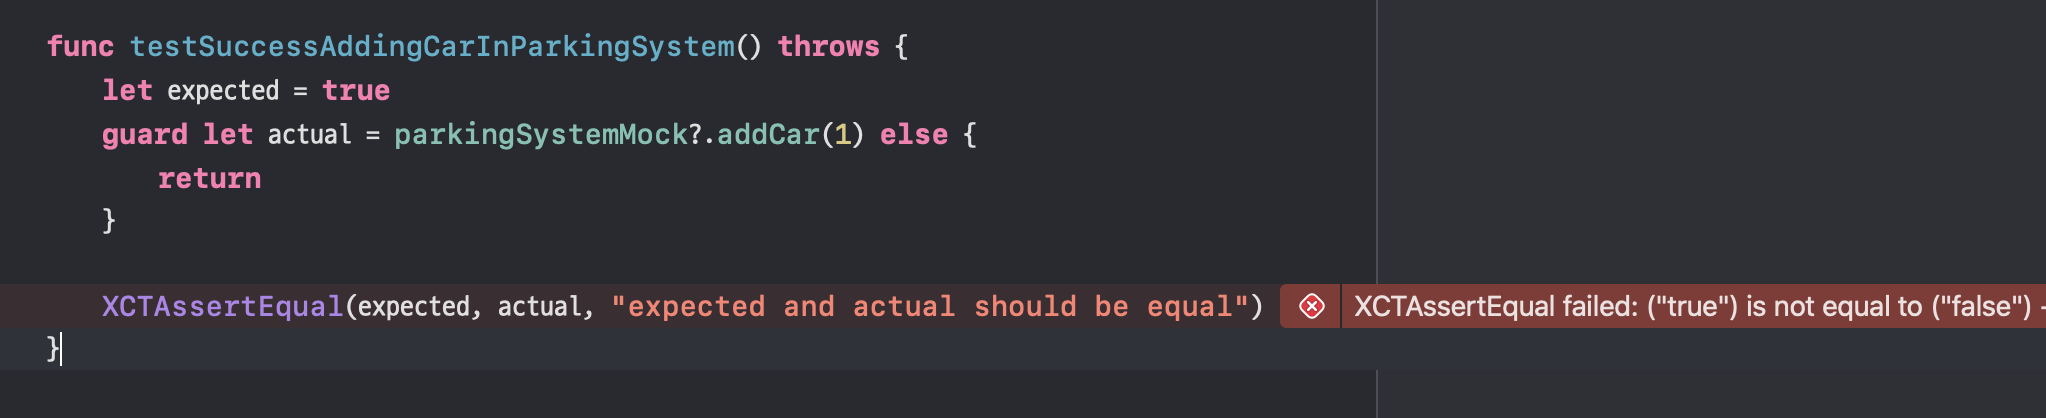 func testSuccessAddingCarInParkingSystem() throws {
let expected = true
guard let actual = parkingSystemMock?.addCar(1) else {
return
}
XCTAssertEqual(expected, actual, "expected and actual should be equal") XCTAssertEqual failed: ("true") is not equal to ("false") -
}